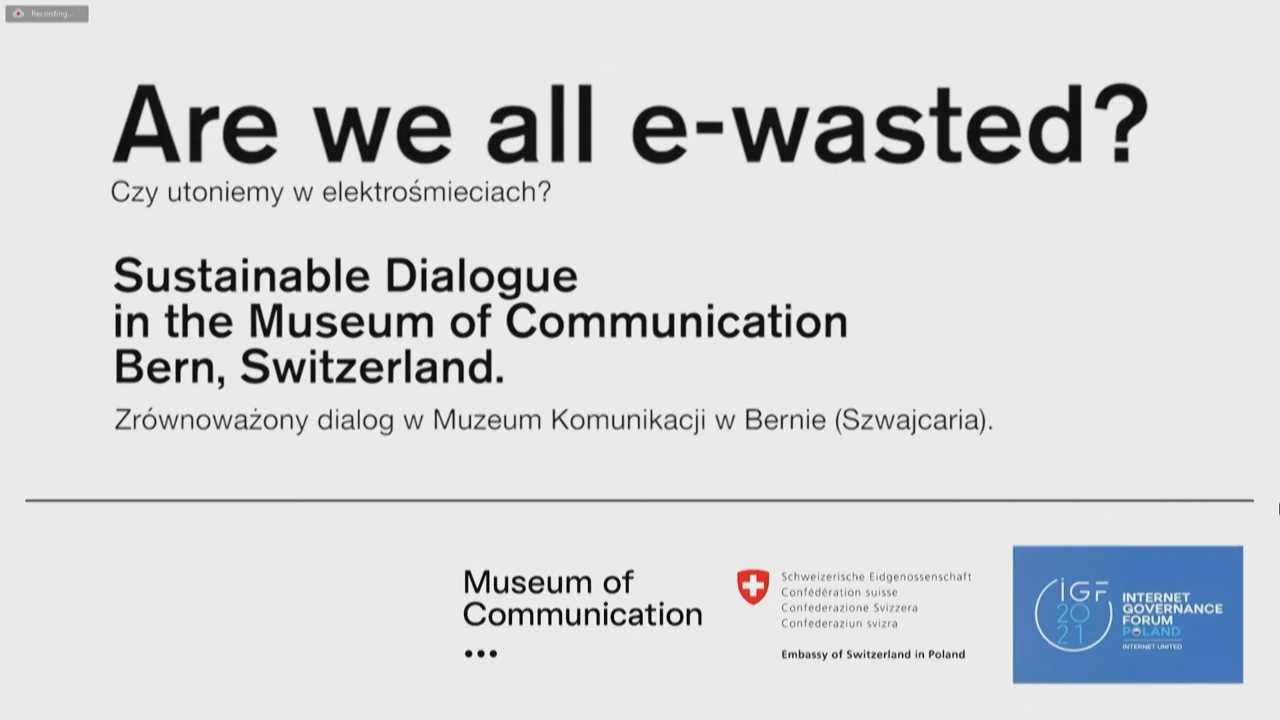 Recording...
Are we all e-wasted?
Czy utoniemy w elektrośmieciach?
Sustainable Dialogue
in the Museum of Communication
Bern, Switzerland.
Zrównoważony dialog w Muzeum Komunikacji w Bernie (Szwajcaria).
Museum of
Communication
Schweizerische Eidgenossenschaft
Confédération suisse
Confederazione Svizzera
Confederaziun svizra
Embassy of Switzerland in Poland
IGF
20
21
INTERNET
GOVERNANCE
FORUM
POLAND
INTERNET UNITED